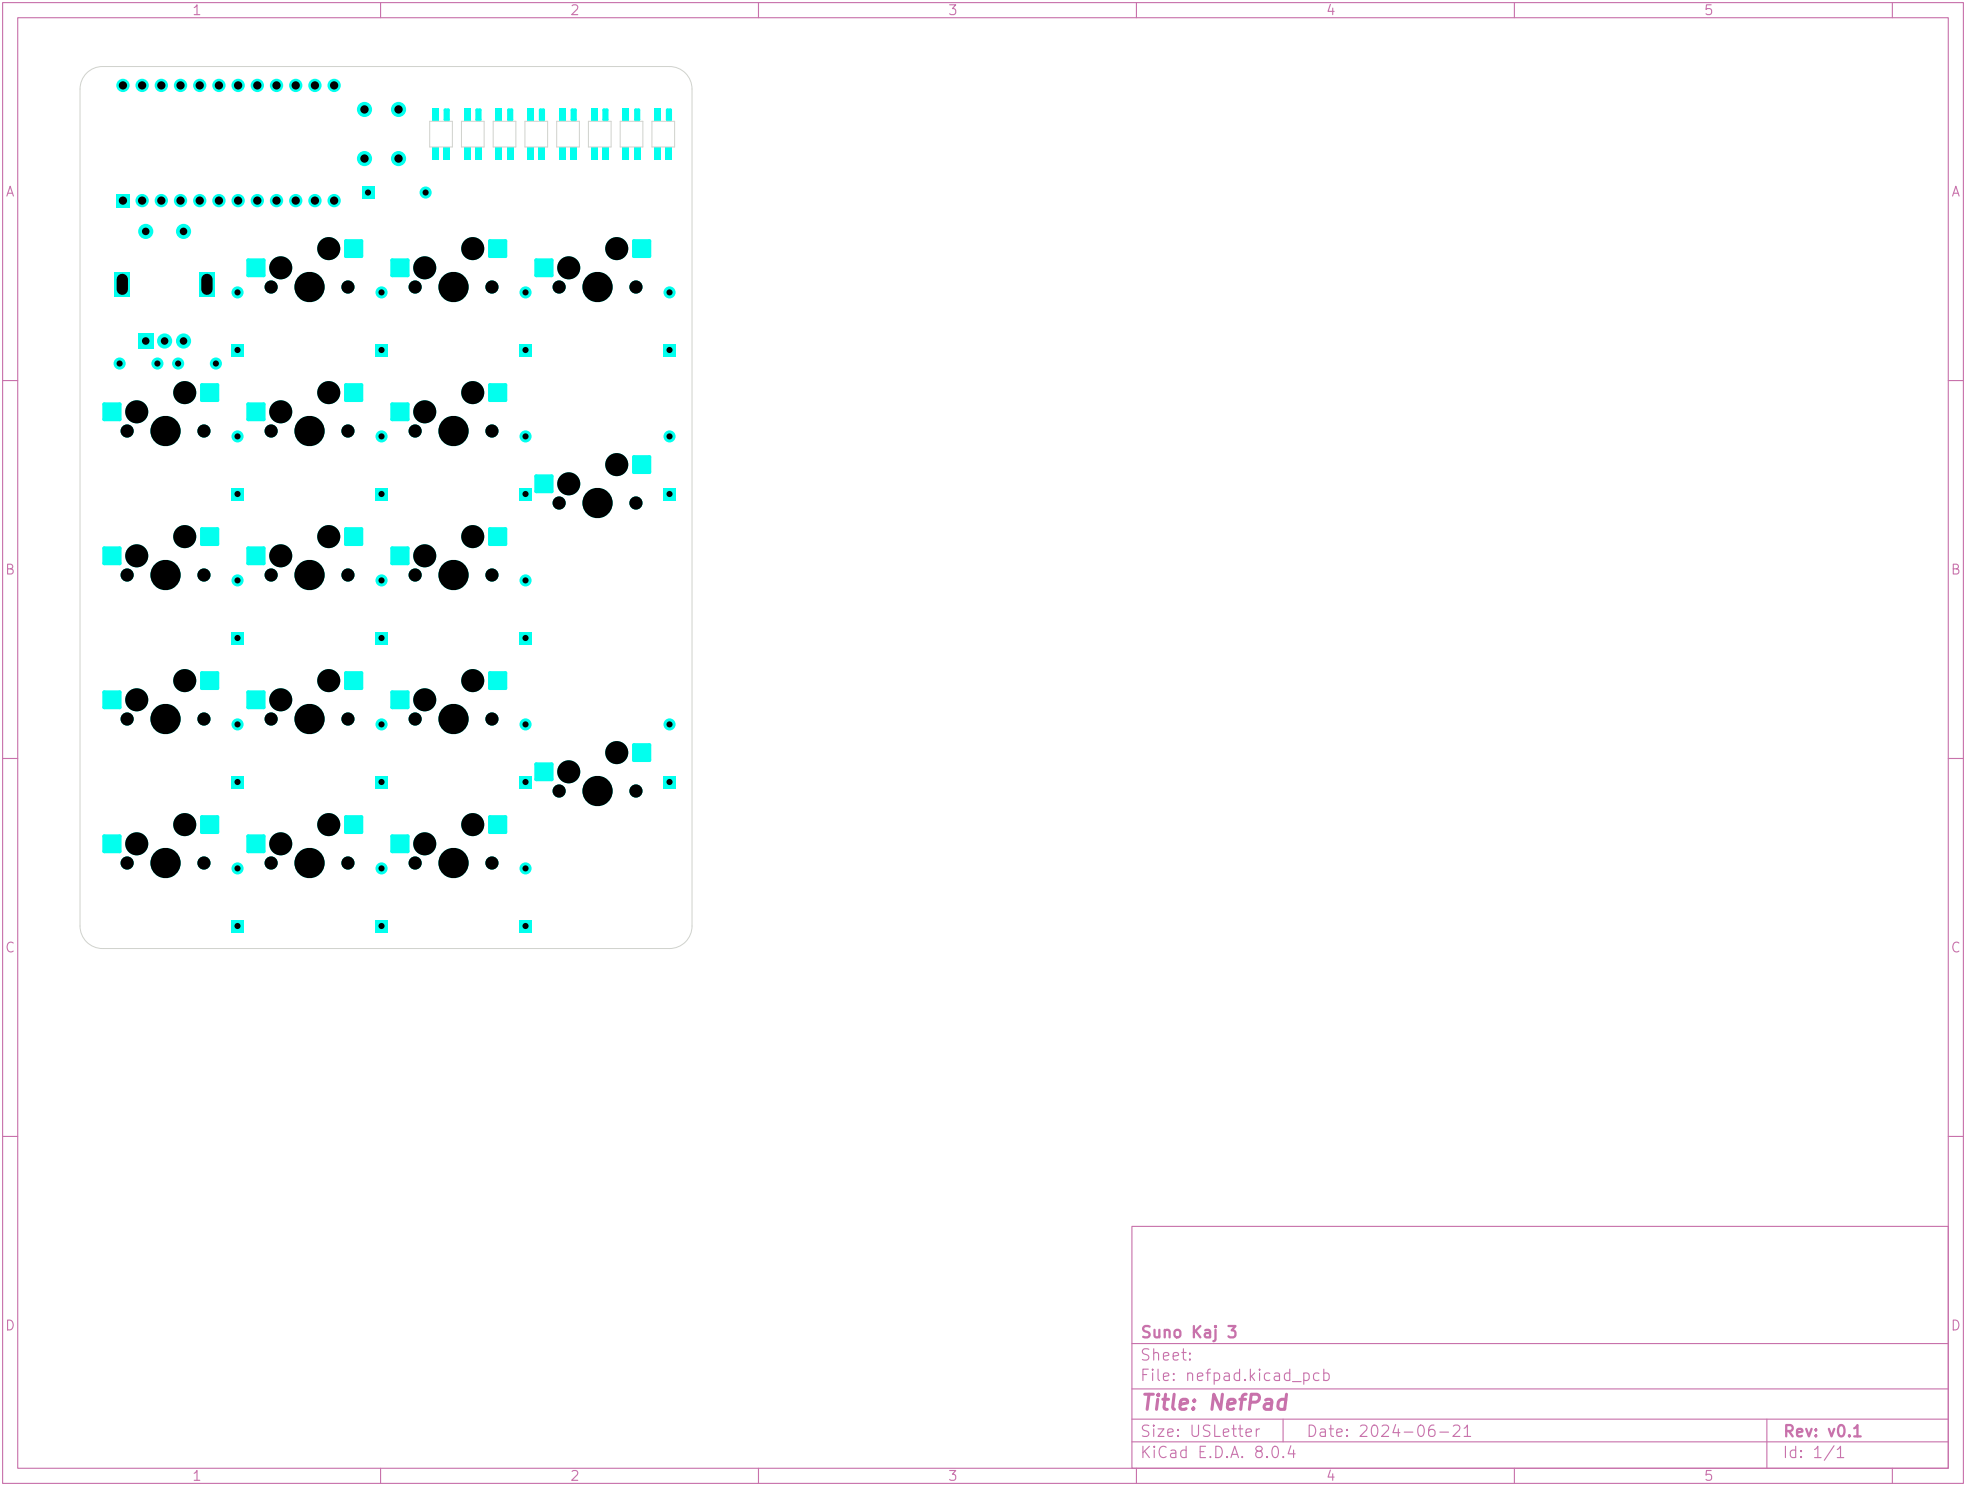 1 2 3 4 5
A A
B B
C C
D D
Suno Kaj 3
Sheet:
File: nefpad.kicad_pcb
Title: NefPad
Size: USLetter Date: 2024-06-21 Rev: v0.1
KiCad E.D.A. 8.0.4 Id: 1/1
1 2 3 4 5